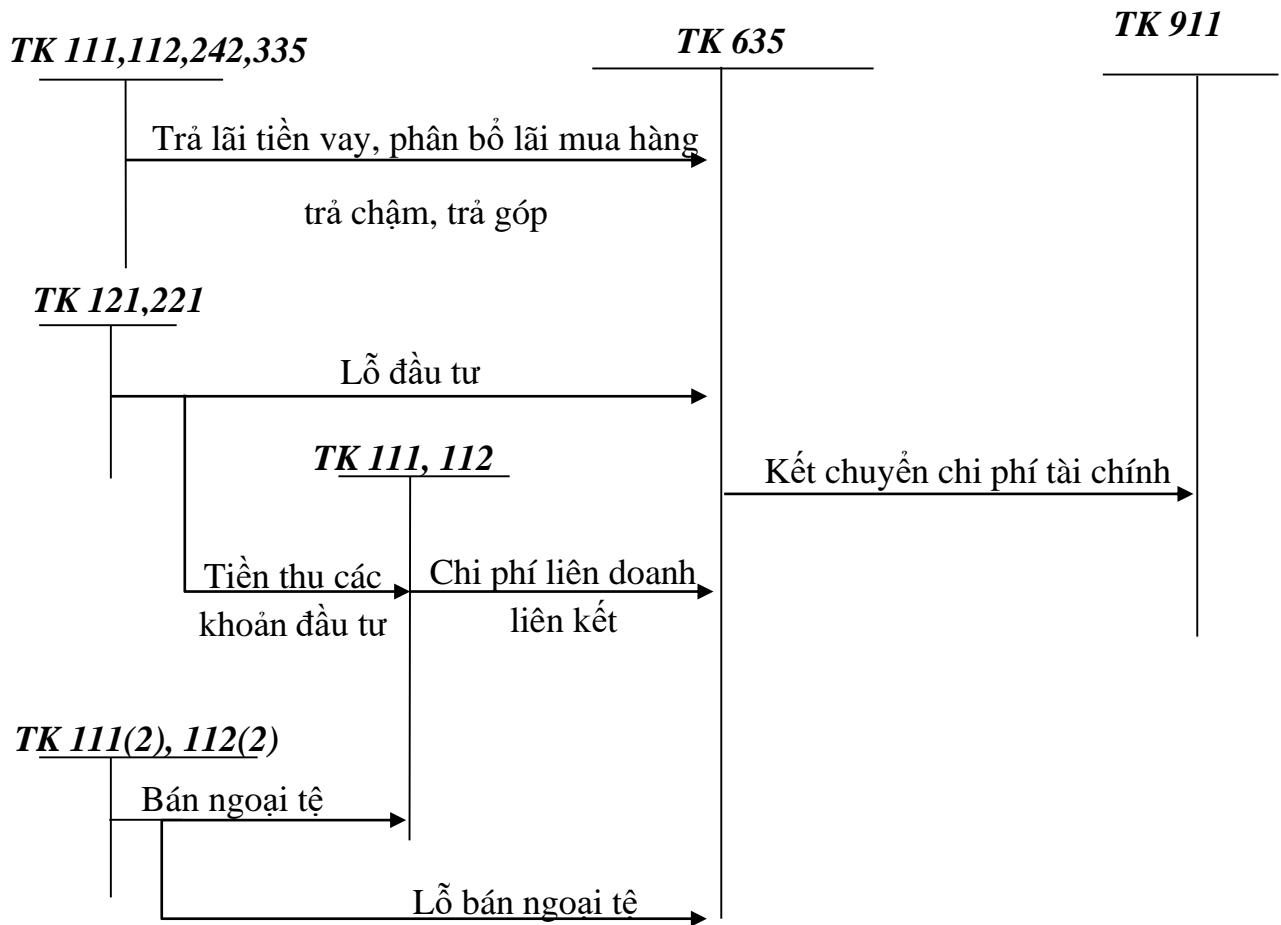 TK 111,112,242,335
TK 635
TK 911
Trả lãi tiền vay, phân bổ lãi mua hàng
trả chậm, trả góp
TK 121,221
Lỗ đầu tư
TK 111, 112
Kết chuyển chi phí tài chính
Tiền thu các
khoản đầu tư
Chi phí liên doanh
liên kết
TK 111(2), 112(2)
Bán ngoại tệ
Lỗ bán ngoại tệ